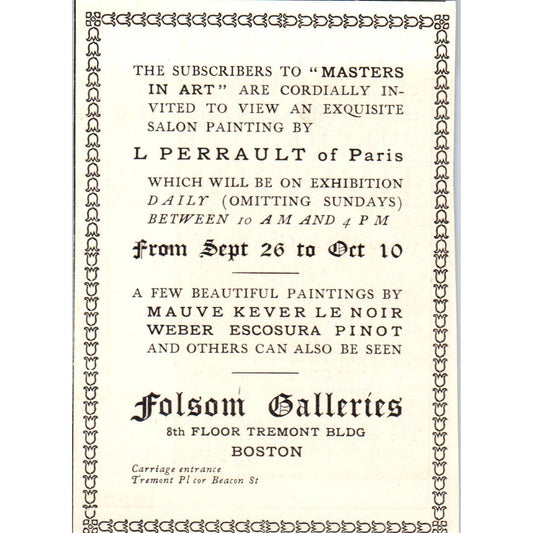 THE SUBSCRIBERS TO "MASTERS
IN ART" ARE CORDIALLY IN-
VITED TO VIEW AN EXQUISITE
SALON PAINTING BY
L PERRAULT of Paris
WHICH WILL BE ON EXHIBITION
DAILY (OMITTING SUNDAYS)
BETWEEN 10 A M AND 4 P M
From Sept 26 to Oct 10
A FEW BEAUTIFUL PAINTINGS BY
MAUVE KEVER LE NOIR
WEBER ESCOSURA PINOT
AND OTHERS CAN ALSO BE SEEN
Folsom Galleries
8th FLOOR TREMONT BLDG
BOSTON
Carriage entrance
Tremont Pl cor Beacon St